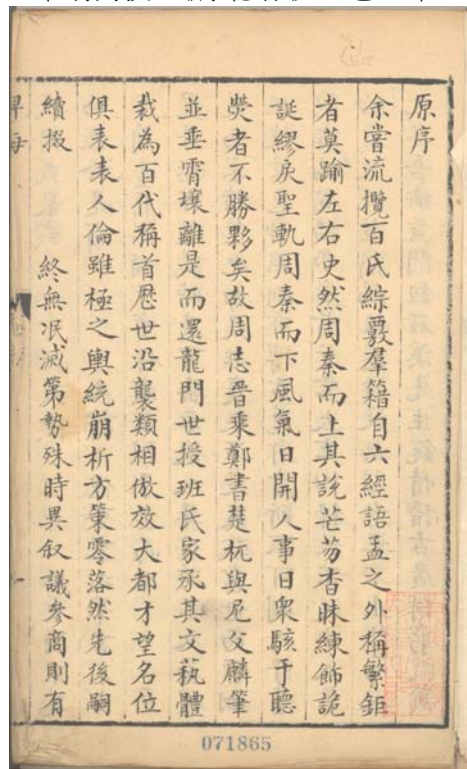 原序
余嘗流攬百氏綜覈羣籍自六經語孟之外稱繁鉅
者莫踰左右史然周秦而上其說芒芴杳昧練飾詭
誕繆戾聖軌周秦而下風氣日開人事日衆駭于聽
熒者不勝夥矣故周志晉乘鄭書楚杌與尼父麟筆
並垂霄壤離是而還龍門世授班氏家承其文蓺體
裁為百代稱首歷世沿襲類相倣效大都才望名位
俱表表人倫雖極之輿統崩析方策零落然先後嗣
續掇 終無泯滅第勢殊時異叙議參商則有
稗海
071865